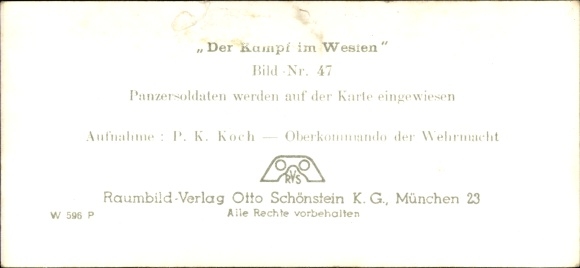 „Der Kampf im Westen"
Bild-Nr. 47
Panzersoldaten werden auf der Karte eingewiesen
Aufnahme : P. K. Koch — Oberkommando der Wehrmacht
RVS
Raumbild-Verlag Otto Schönstein K. G., München 23
W 596 P
Alle Rechte vorbehalten